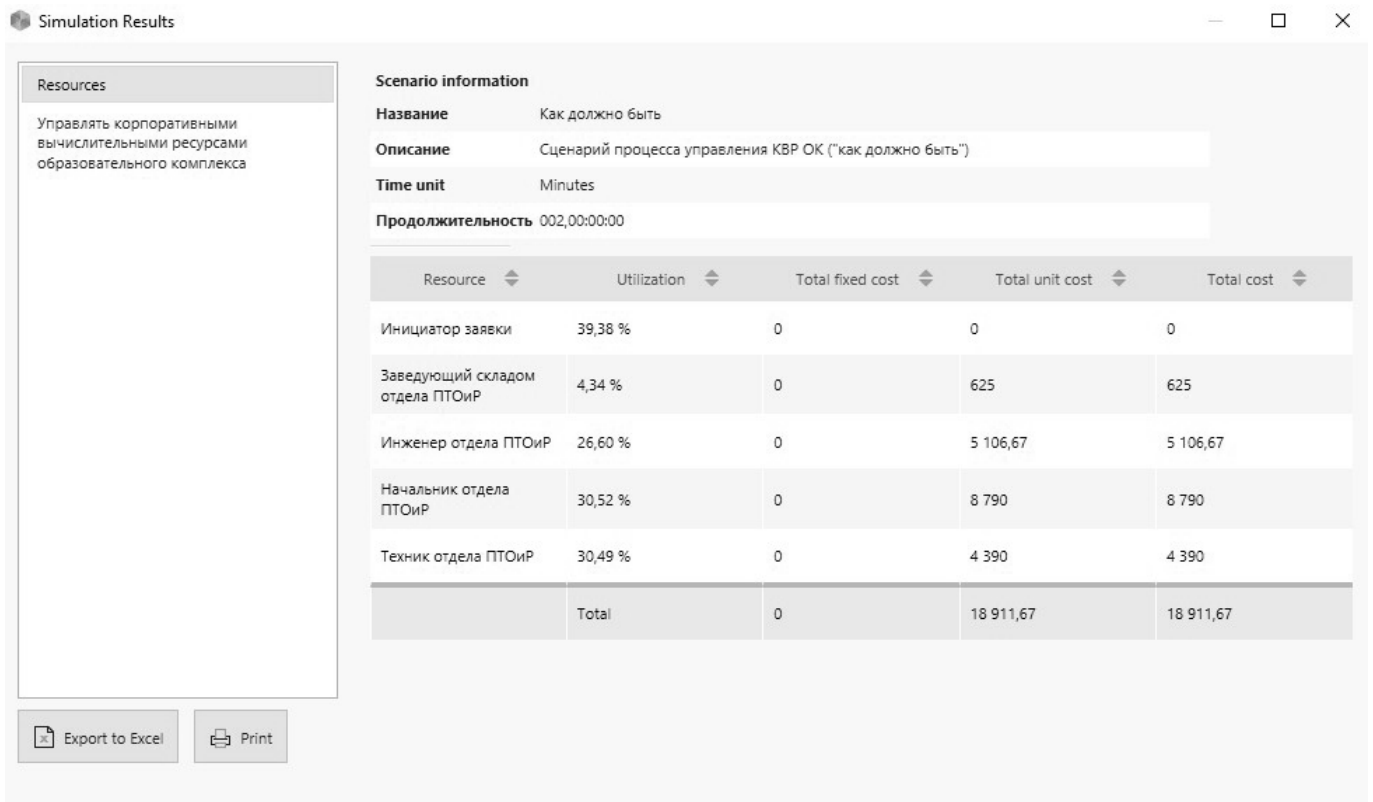 Simulation Results
Resources
Управлять корпоративными
вычислительными ресурсами
образовательного комплекса
Scenario information
Название Как должно быть
Описание Сценарий процесса управления КВР ОК ("как должно быть")
Time unit Minutes
Продолжительность 002,00:00:00
Resource Utilization Total fixed cost Total unit cost Total cost
Инициатор заявки 39,38 % 0 0 0
Заведующий складом
отдела ПТОиР 4,34 % 0 625 625
Инженер отдела ПТОиР 26,60 % 0 5 106,67 5 106,67
Начальник отдела
ПТОиР 30,52 % 0 8 790 8 790
Техник отдела ПТОиР 30,49 % 0 4 390 4 390
Total 0 18 911,67 18 911,67
Export to Excel Print